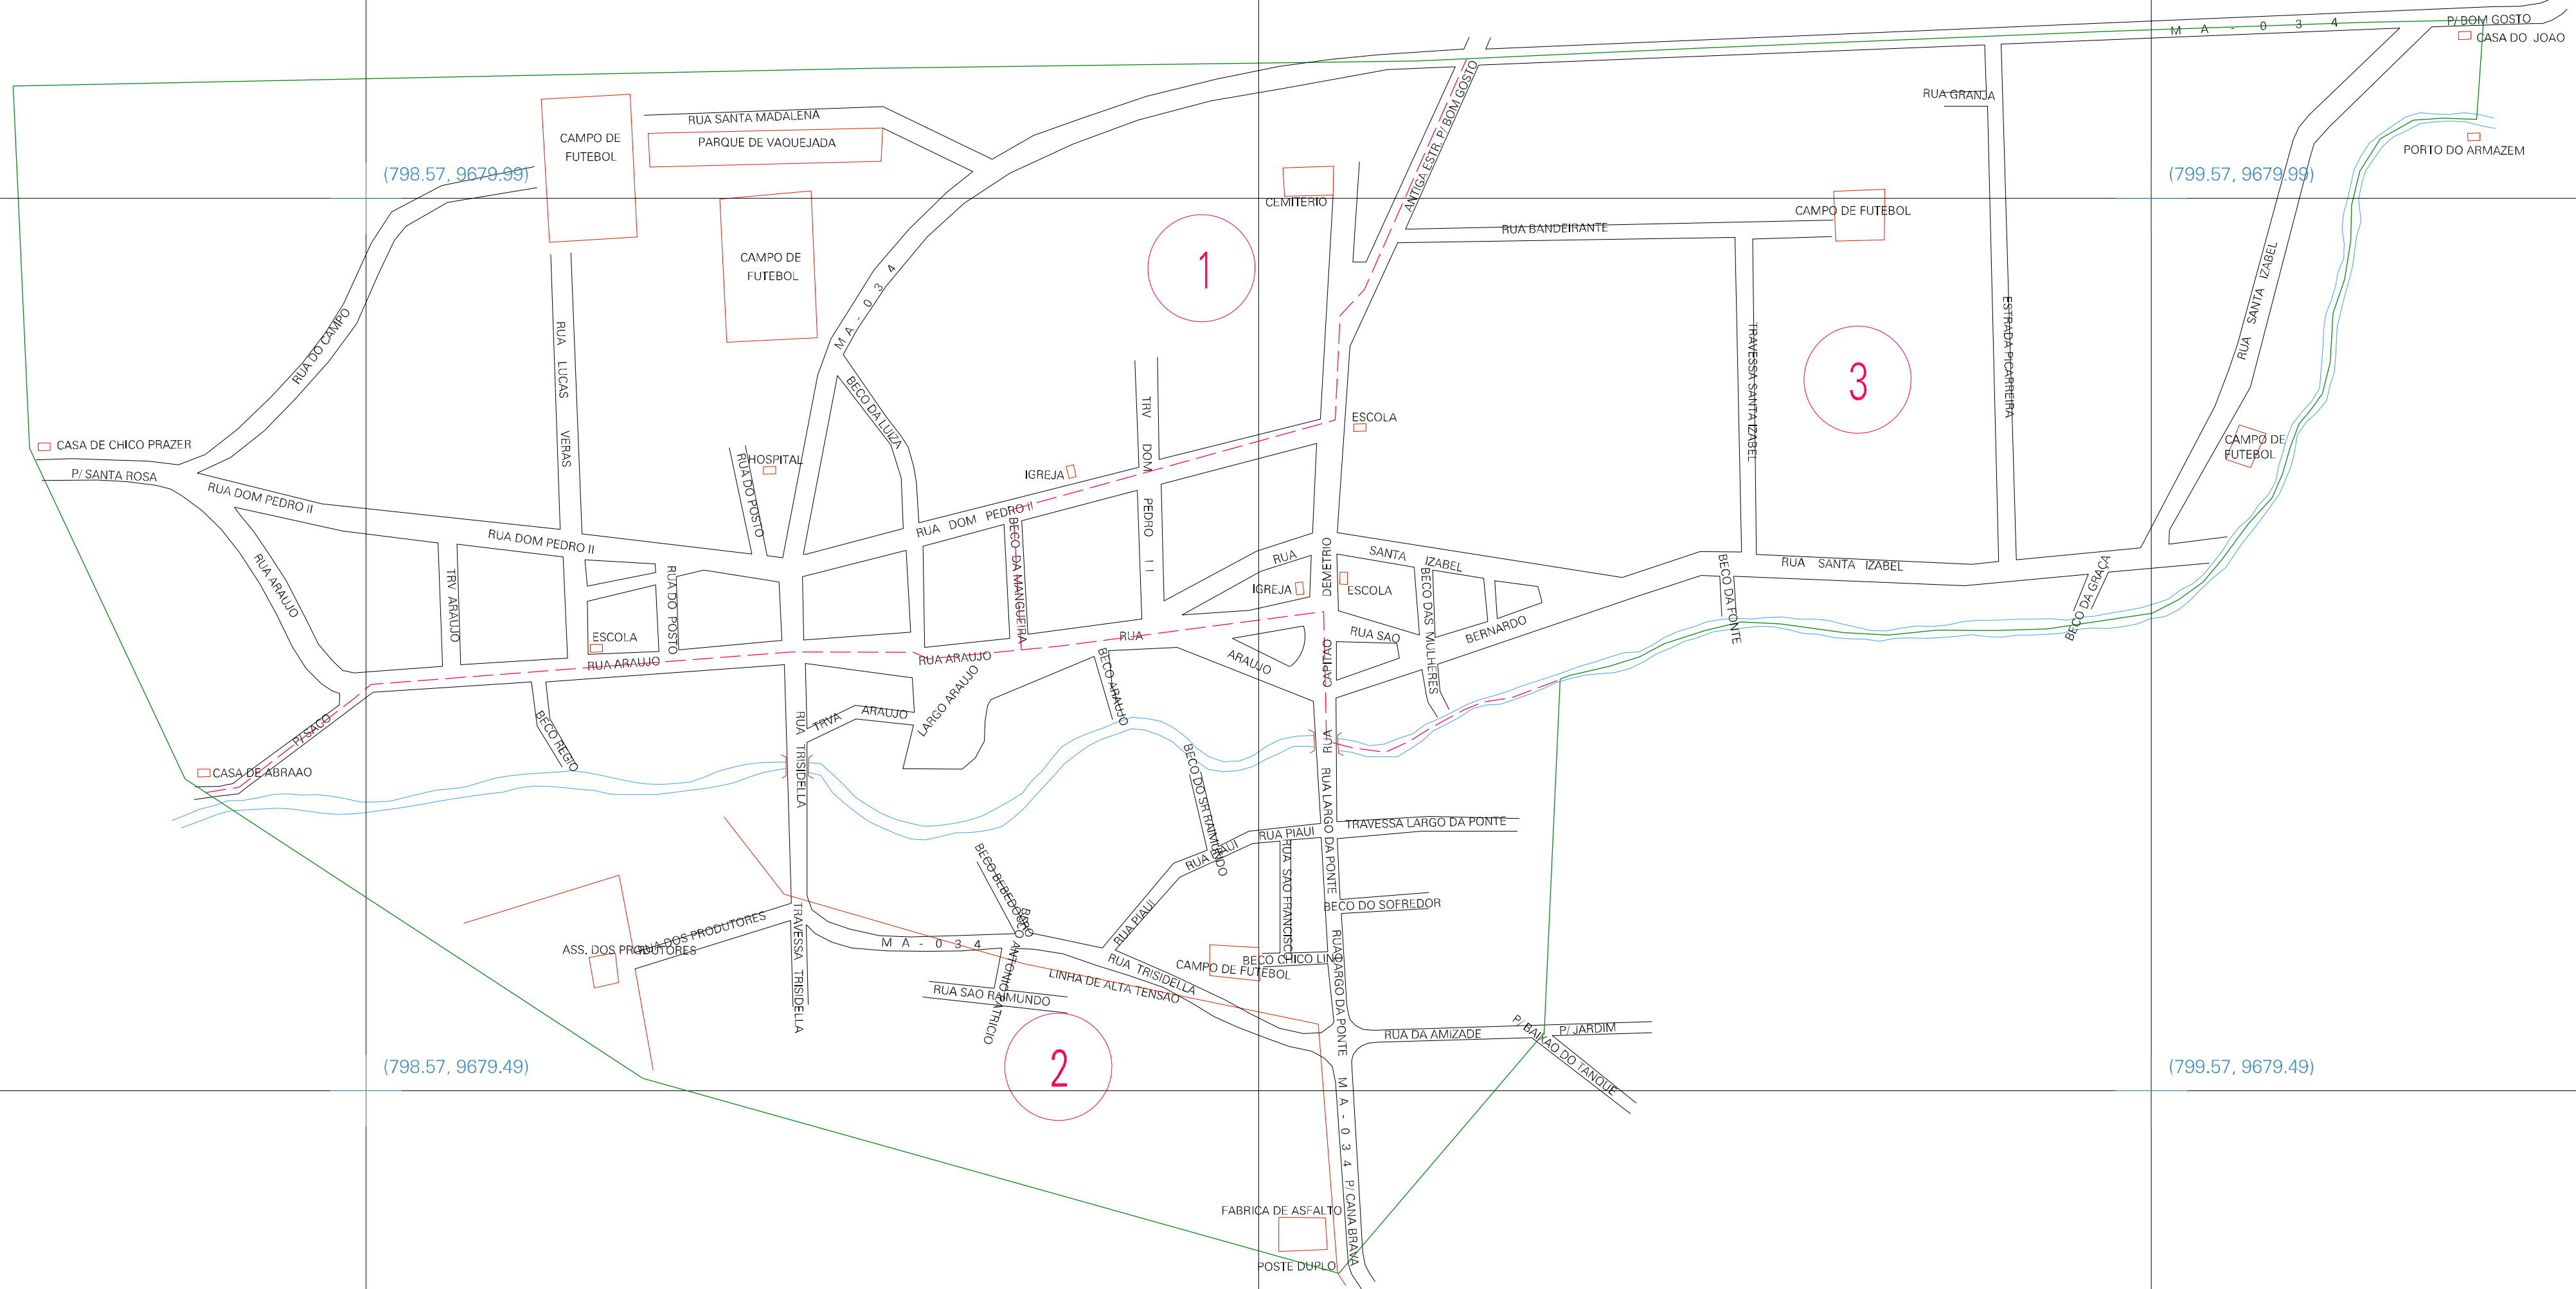 P/ BOM GOSTO
M A - 0 3 4
CASA DO JOAO
RUA GRANJA
RUA SANTA MADALENA
PARQUE DE VAQUEJADA
CAMPO DE
FUTEBOL
ANTIGA ESTR. P/ BOM GOSTO
PORTO DO ARMAZEM
(798.57, 9679.99)
(799.57, 9679.99)
CEMITERIO
CAMPO DE FUTEBOL
RUA BANDEIRANTE
CAMPO DE
FUTEBOL
1
M A - 0 3 4
RUA SANTA IZABEL
RUA DO CAMPO
RUA LUCAS VERAS
TRAVESSA SANTA IZABEL
ESTRADA PICARREIRA
3
BECO DA LUIZA
TRV DOM PEDRO II
ESCOLA
CASA DE CHICO PRAZER
P/ SANTA ROSA
CAMPO DE
FUTEBOL
HOSPITAL
RUA DO POSTO
IGREJA
RUA DOM PEDRO II
RUA DOM PEDRO II
RUA DOM PEDRO II
BECO DA MANGUEIRA
RUA SANTA IZABEL
RUA SANTA IZABEL
RUA ARAUJO
TRV ARAUJO
RUA DO POSTO
IGREJA
ESCOLA
BECO DAS MULHERES
BECO DA FONTE
BECO DA GRAÇA
ESCOLA
RUA ARAUJO
RUA ARAUJO
RUA ARAUJO
RUA SAO BERNARDO
RUA CAPITAO DEMETRIO
LARGO ARAUJO
BECO ARAUJO
TRVA ARAUJO
P/ SACO
BECO REGIO
RUA TRISIDELLA
CASA DE ABRAAO
BECO DO SR RAIMUNDO
RUA LARGO DA PONTE
TRAVESSA LARGO DA PONTE
RUA PIAUI
RUA PIAUI
RUA PIAUI
RUA SAO FRANCISCO
BECO BEBEDOURO
BECO DO SOFREDOR
RUA DOS PRODUTORES
ASS. DOS PRODUTORES
TRAVESSA TRISIDELLA
M A - 0 3 4
BECO ANTONIO PATRICIO
RUA TRISIDELLA
CAMPO DE FUTEBOL
BECO CHICO LINO
RUA LARGO DA PONTE
LINHA DE ALTA TENSAO
RUA SAO RAIMUNDO
RUA DA AMIZADE
P/ JARDIM
P/ BAIXAO DO TANQUE
2
(798.57, 9679.49)
(799.57, 9679.49)
M A - 0 3 4 P/ CANA BRAVA
FABRICA DE ASFALTO
POSTE DUPLO